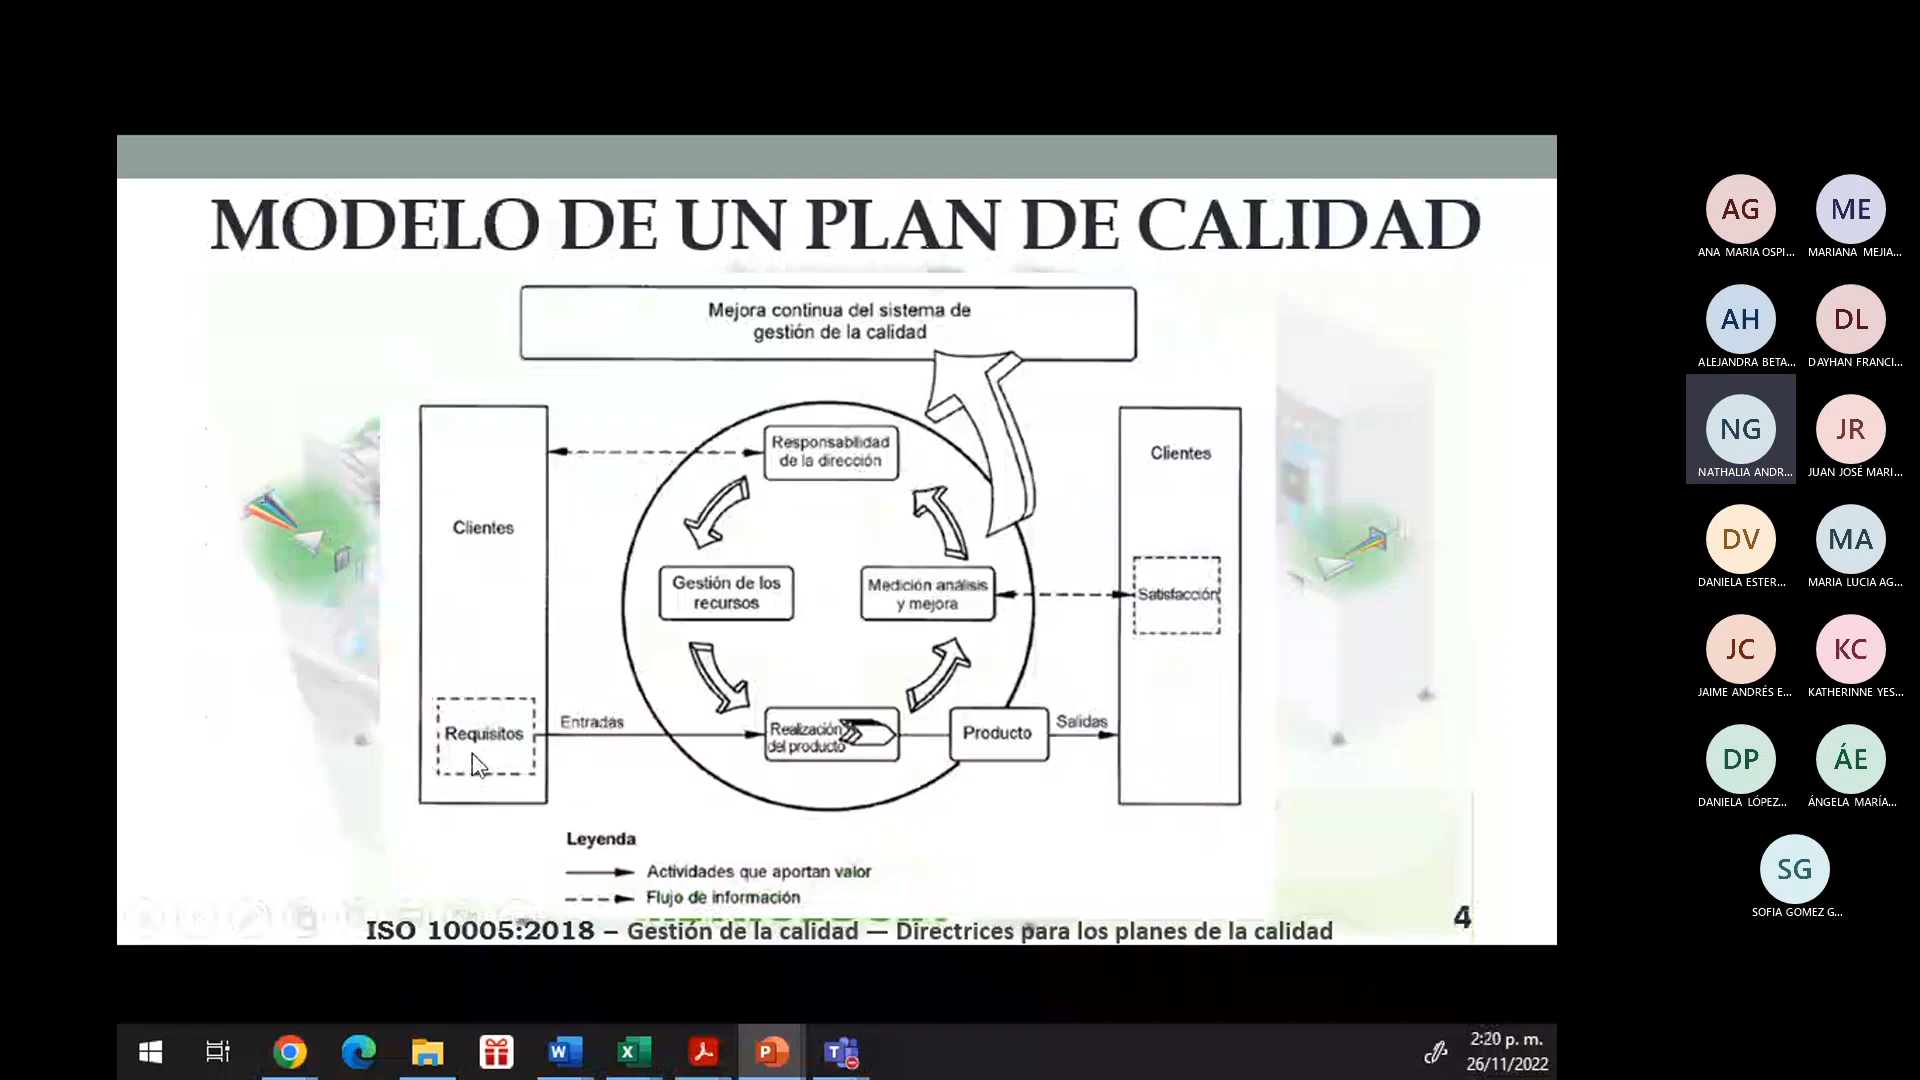 MODELO DE UN PLAN DE CALIDAD
Mejora continua del sistema de
gestión de la calidad
Responsabilidad
de la dirección
Clientes
Clientes
Gestión de los
recursos
Medición análisis
y mejora
Satisfacción
Requisitos
Entradas
Realización
del producto
Producto
Salidas
Leyenda
Actividades que aportan valor
Flujo de información
4
ISO 10005:2018 – Gestión de la calidad — Directrices para los planes de la calidad
AG
ME
ANA MARIA OSPI...
MARIANA MEJIA...
AH
DL
ALEJANDRA BETA...
DAYHAN FRANCI...
NG
JR
NATHALIA ANDR...
JUAN JOSÉ MARI...
DV
MA
DANIELA ESTER...
MARIA LUCIA AG...
JC
KC
JAIME ANDRÉS E...
KATHERINNE YES...
DP
ÁE
DANIELA LÓPEZ...
ÁNGELA MARÍA...
SG
SOFIA GOMEZ G...
2:20 p. m.
26/11/2022